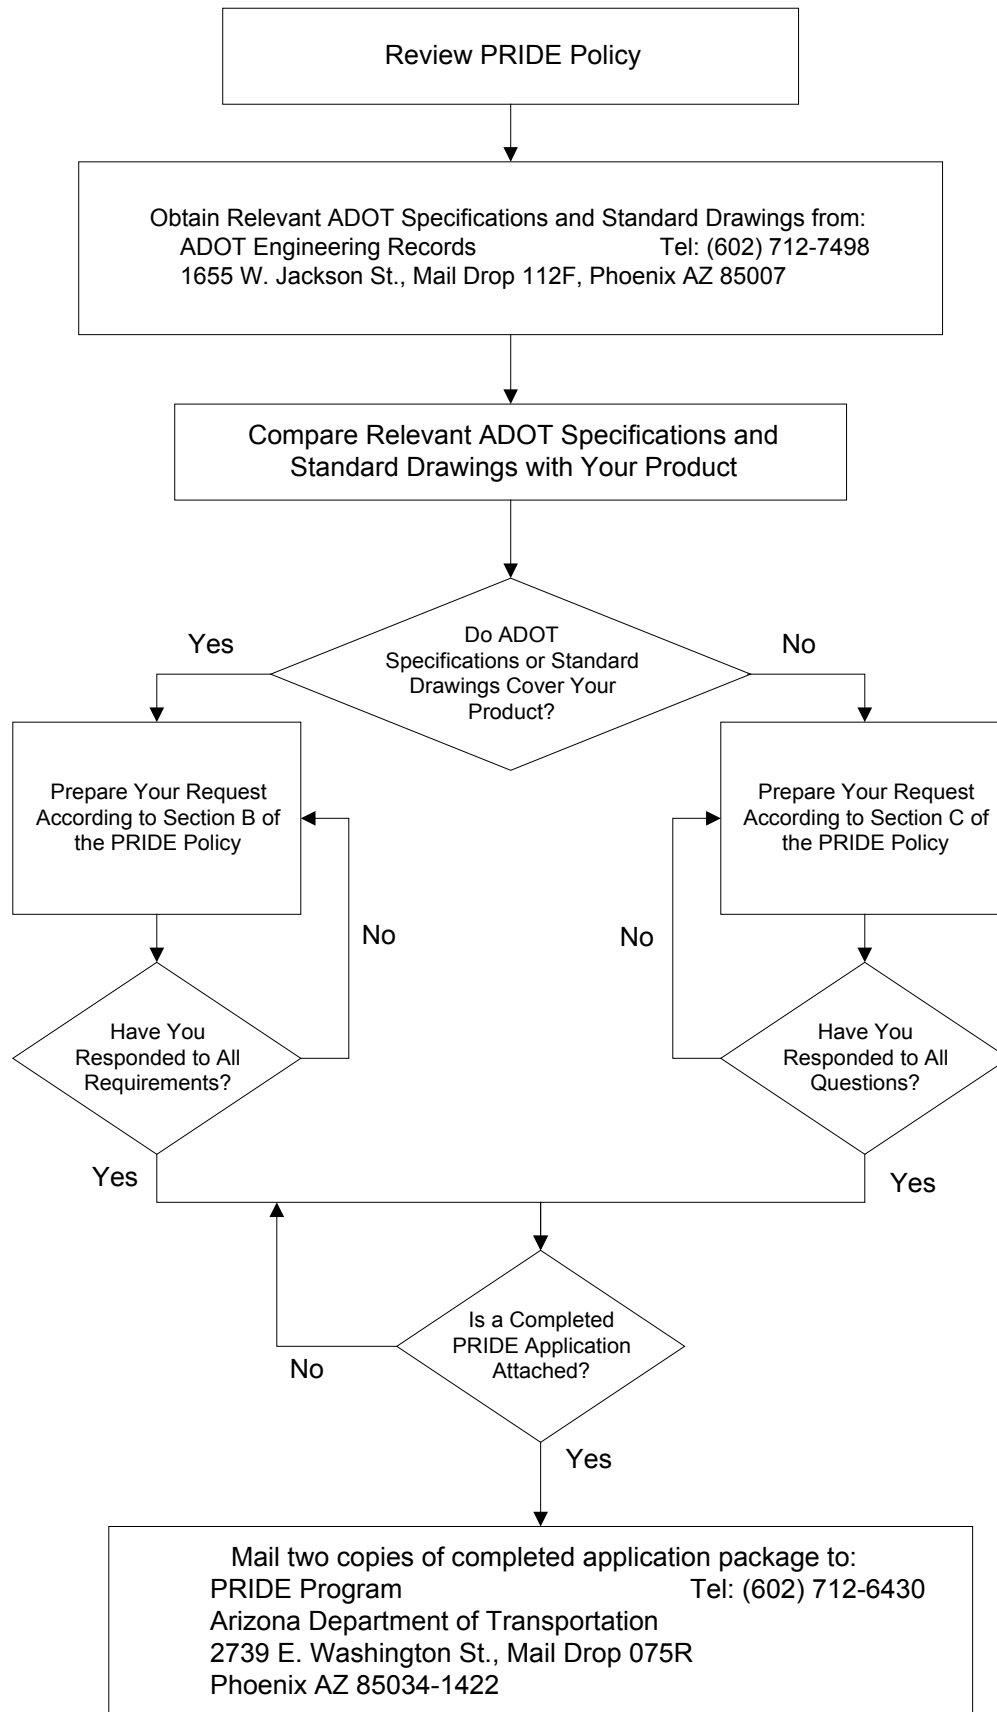 Review PRIDE Policy
Obtain Relevant ADOT Specifications and Standard Drawings from:
ADOT Engineering Records Tel: (602) 712-7498
1655 W. Jackson St., Mail Drop 112F, Phoenix AZ 85007
Compare Relevant ADOT Specifications and
Standard Drawings with Your Product
Yes
Do ADOT
Specifications or Standard
Drawings Cover Your
Product?
No
Prepare Your Request
According to Section B of
the PRIDE Policy
Prepare Your Request
According to Section C of
the PRIDE Policy
No
No
Have You
Responded to All
Requirements?
Have You
Responded to All
Questions?
Yes
Yes
Is a Completed
PRIDE Application
Attached?
No
Yes
Mail two copies of completed application package to:
PRIDE Program Tel: (602) 712-6430
Arizona Department of Transportation
2739 E. Washington St., Mail Drop 075R
Phoenix AZ 85034-1422